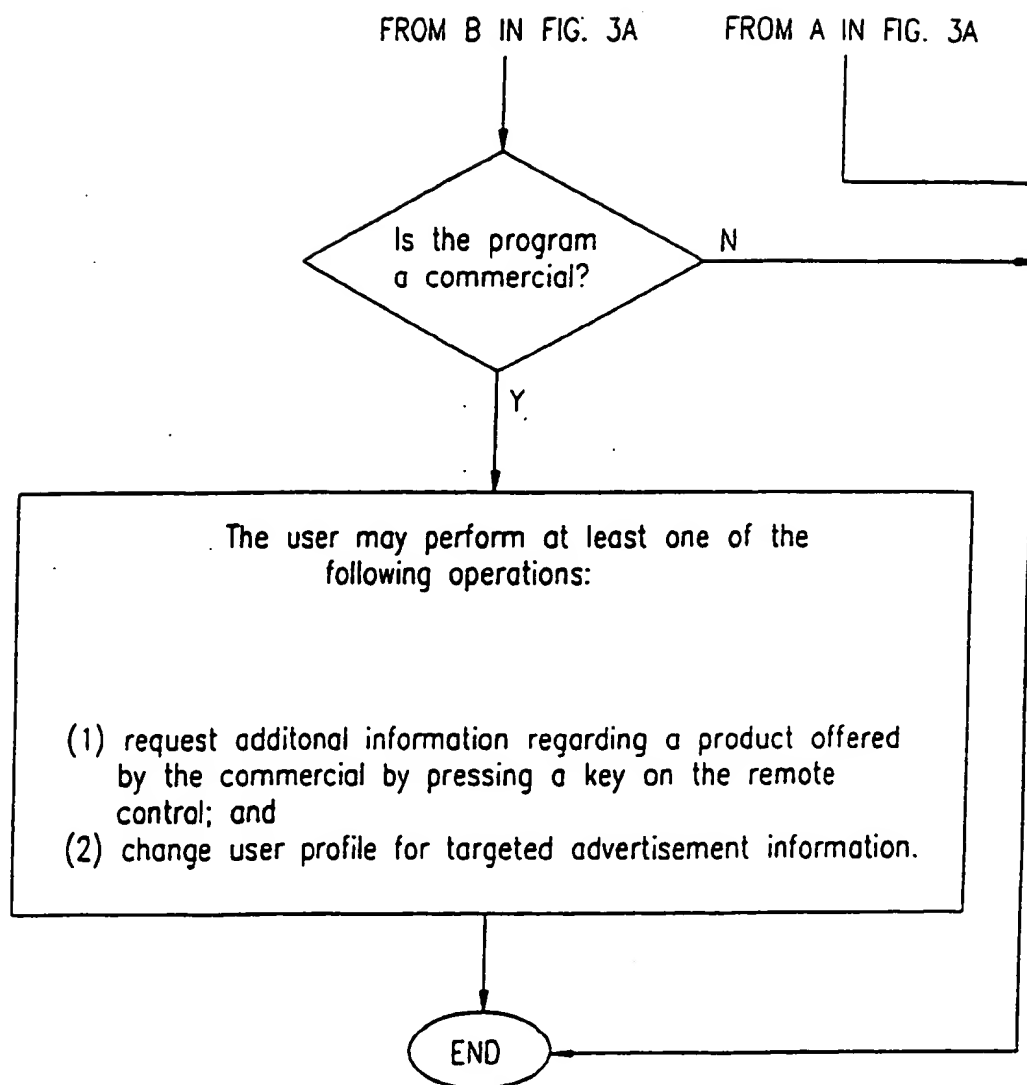 FROM B IN FIG. 3A
FROM A IN FIG. 3A
Is the program
a commercial?
N
Y
The user may perform at least one of the
following operations:
(1) request additonal information regarding a product offered
by the commercial by pressing a key on the remote
control; and
(2) change user profile for targeted advertisement information.
END